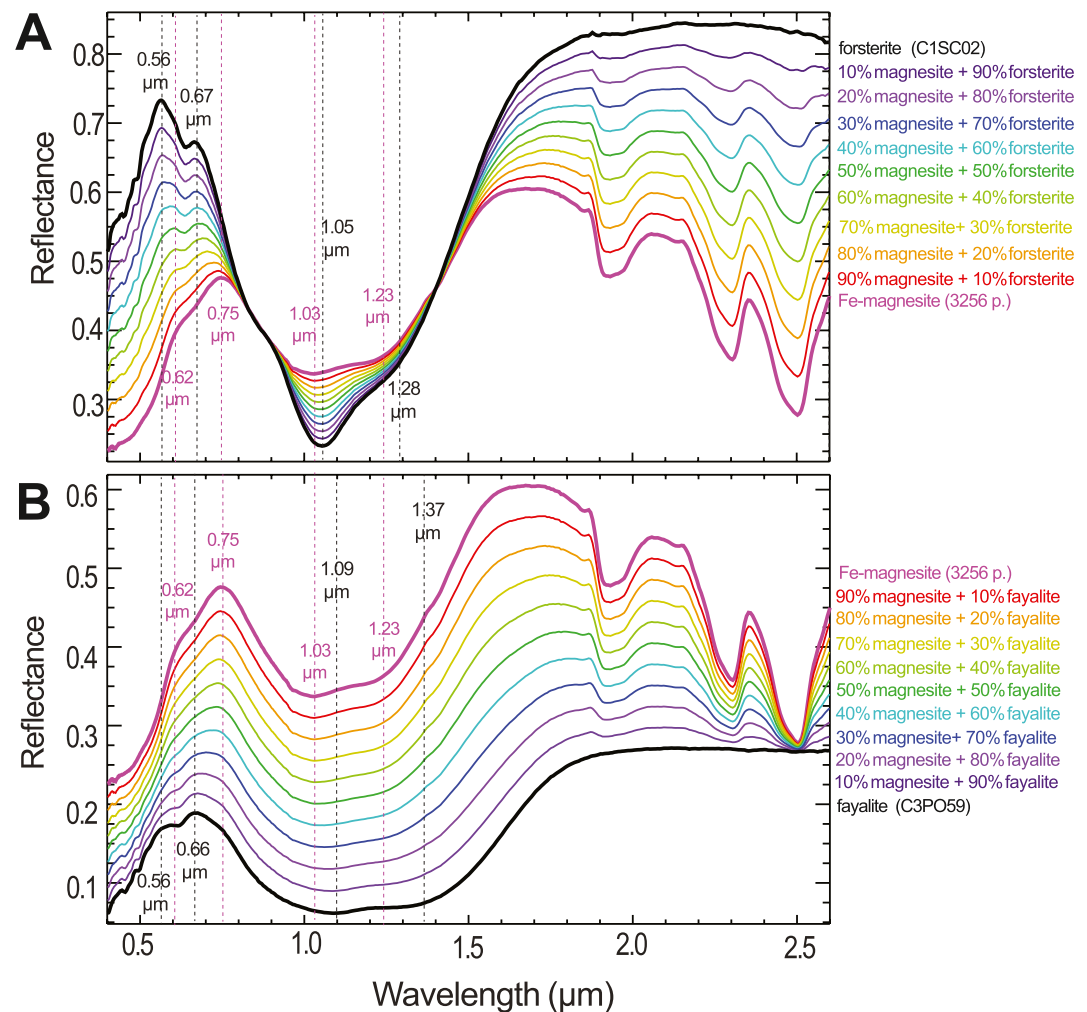 A
0.8
0.7
0.6
0.5
0.4
0.3
Reflectance
0.56
µm
0.67
µm
1.05
µm
1.23
µm
1.03
µm
0.75
µm
0.62
µm
1.28
µm
forsterite (C1SC02)
10% magnesite + 90% forsterite
20% magnesite + 80% forsterite
30% magnesite + 70% forsterite
40% magnesite + 60% forsterite
50% magnesite + 50% forsterite
60% magnesite + 40% forsterite
70% magnesite+ 30% forsterite
80% magnesite + 20% forsterite
90% magnesite + 10% forsterite
Fe-magnesite (3256 p.)
B
0.6
0.5
0.4
0.3
0.2
0.1
Reflectance
0.75
µm
0.62
µm
1.09
µm
1.37
µm
1.03
µm
1.23
µm
0.66
µm
0.56
µm
Fe-magnesite (3256 p.)
90% magnesite + 10% fayalite
80% magnesite + 20% fayalite
70% magnesite + 30% fayalite
60% magnesite + 40% fayalite
50% magnesite + 50% fayalite
40% magnesite + 60% fayalite
30% magnesite+ 70% fayalite
20% magnesite + 80% fayalite
10% magnesite + 90% fayalite
fayalite (C3PO59)
0.5 1.0 1.5 2.0 2.5
Wavelength (µm)